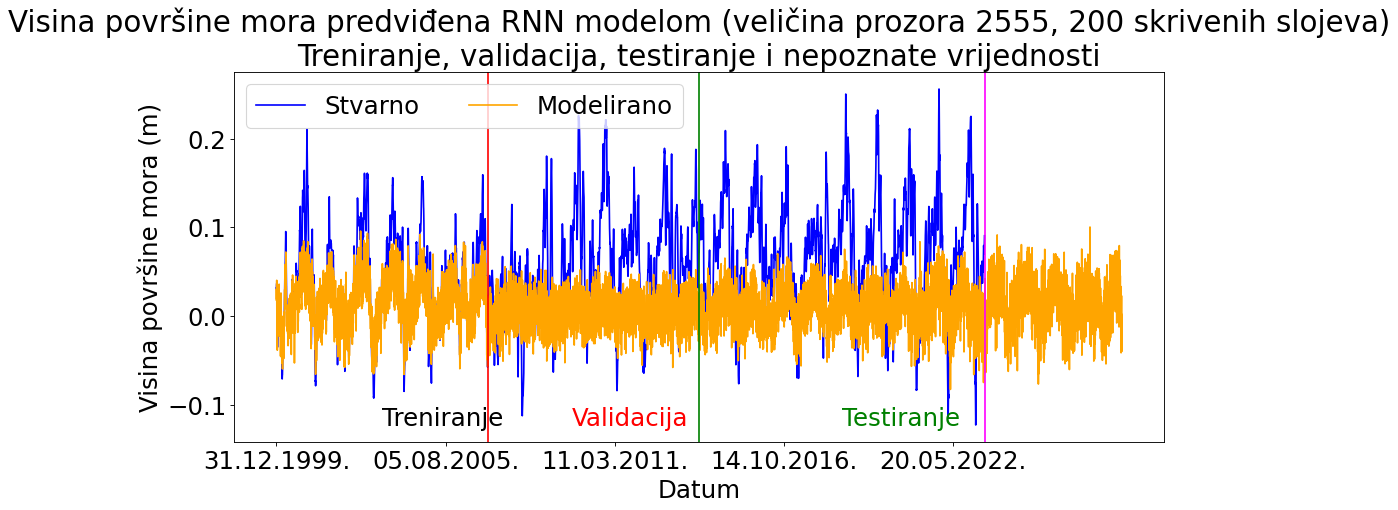 Visina površine mora predviđena RNN modelom (veličina prozora 2555, 200 skrivenih slojeva)
Treniranje, validacija, testiranje i nepoznate vrijednosti
Stvarno
Modelirano
Visina površine mora (m)
0.2
0.1
0.0
−0.1
Treniranje
Validacija
Testiranje
31.12.1999.
05.08.2005.
11.03.2011.
14.10.2016.
20.05.2022.
Datum